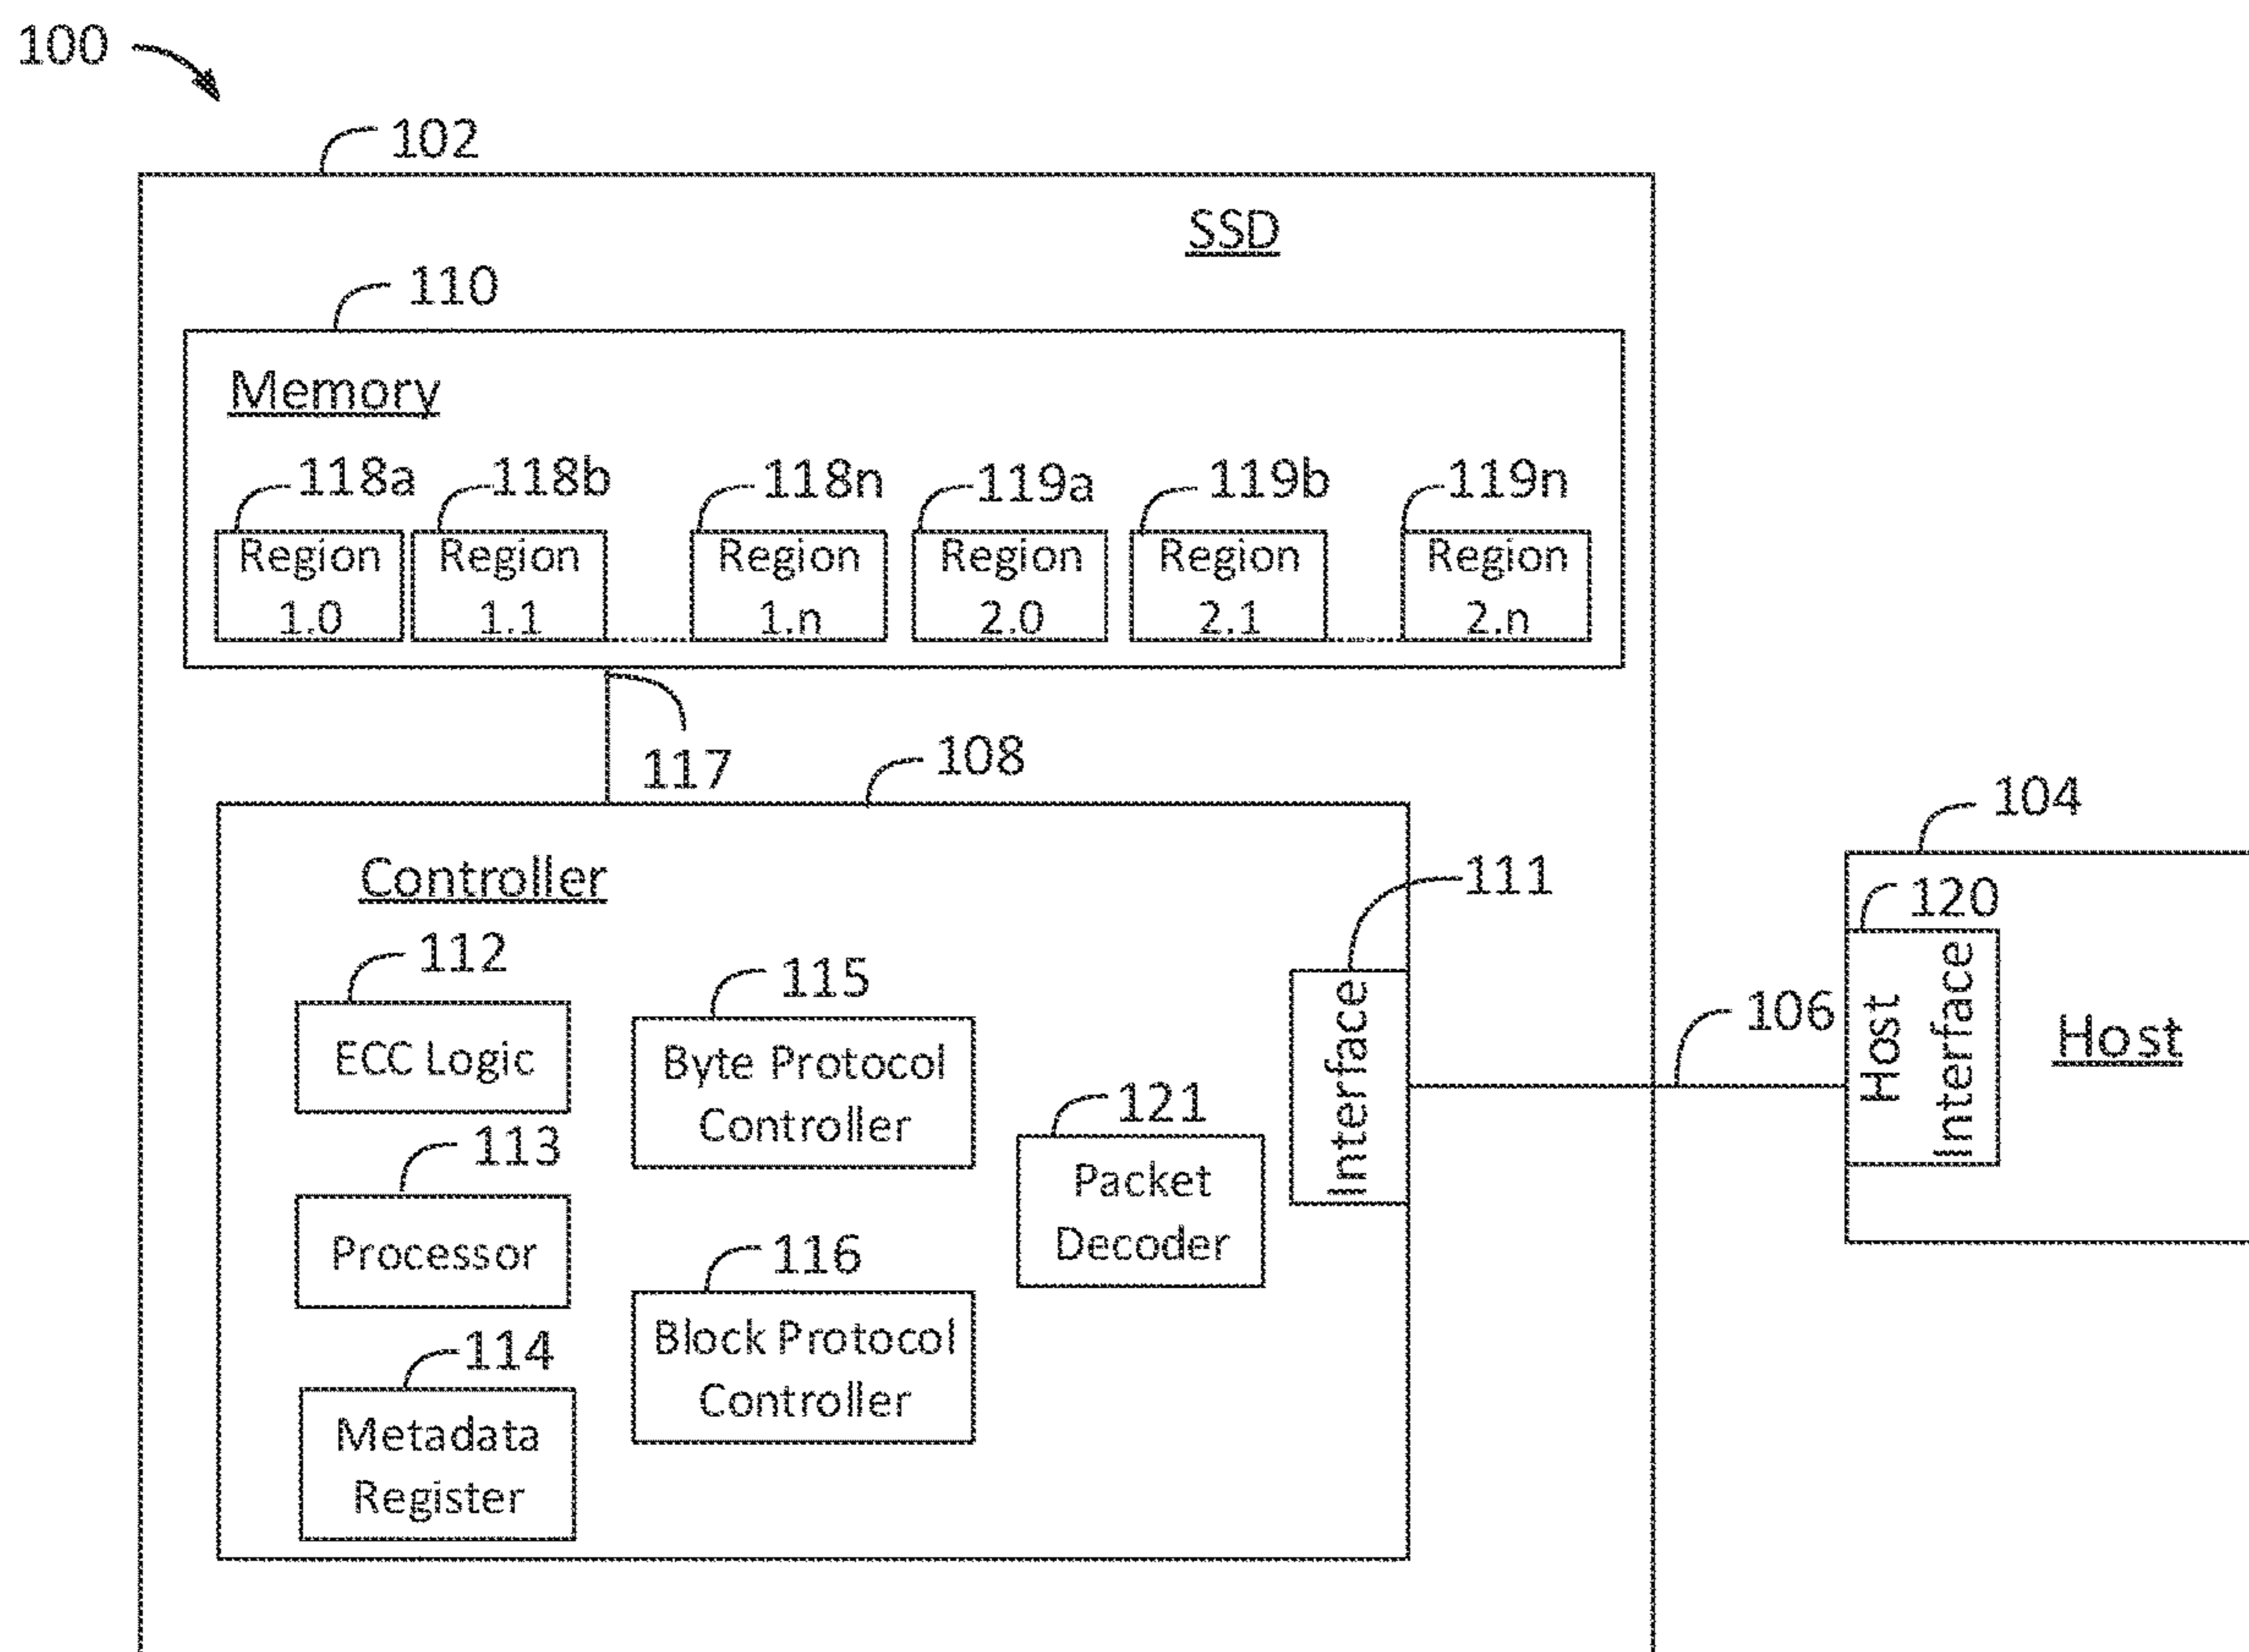 100
102
SSD
110
Memory
118a
118b
118n
119a
119b
119n
Region
1.0
Region
1.1
Region
1.n
Region
2.0
Region
2.1
Region
2.n
117
108
104
Controller
111
120
112
115
106
Host
Interface
Host
Interface
ECC Logic
Byte Protocol
Controller
121
113
Packet
Decoder
Processor
116
Block Protocol
Controller
114
Metadata
Register